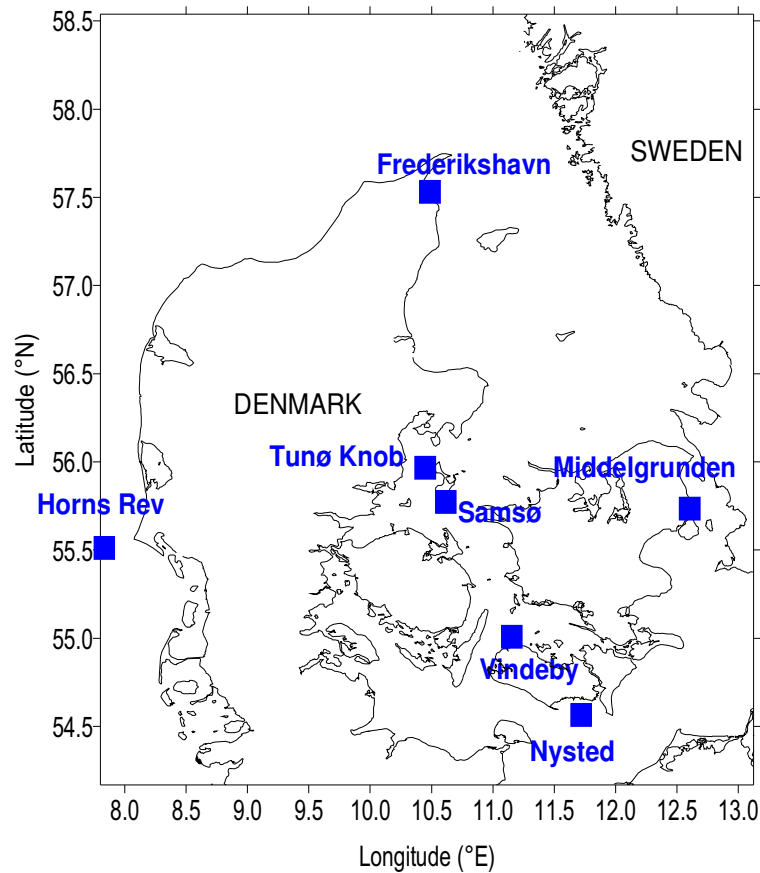 58.5
58.0
57.5
57.0
56.5
56.0
55.5
55.0
54.5
Latitude (°N)
SWEDEN
Frederikshavn
DENMARK
Tunø Knob
Middelgrunden
Horns Rev
Samsø
Vindeby
Nysted
8.0 8.5 9.0 9.5 10.0 10.5 11.0 11.5 12.0 12.5 13.0
Longitude (°E)